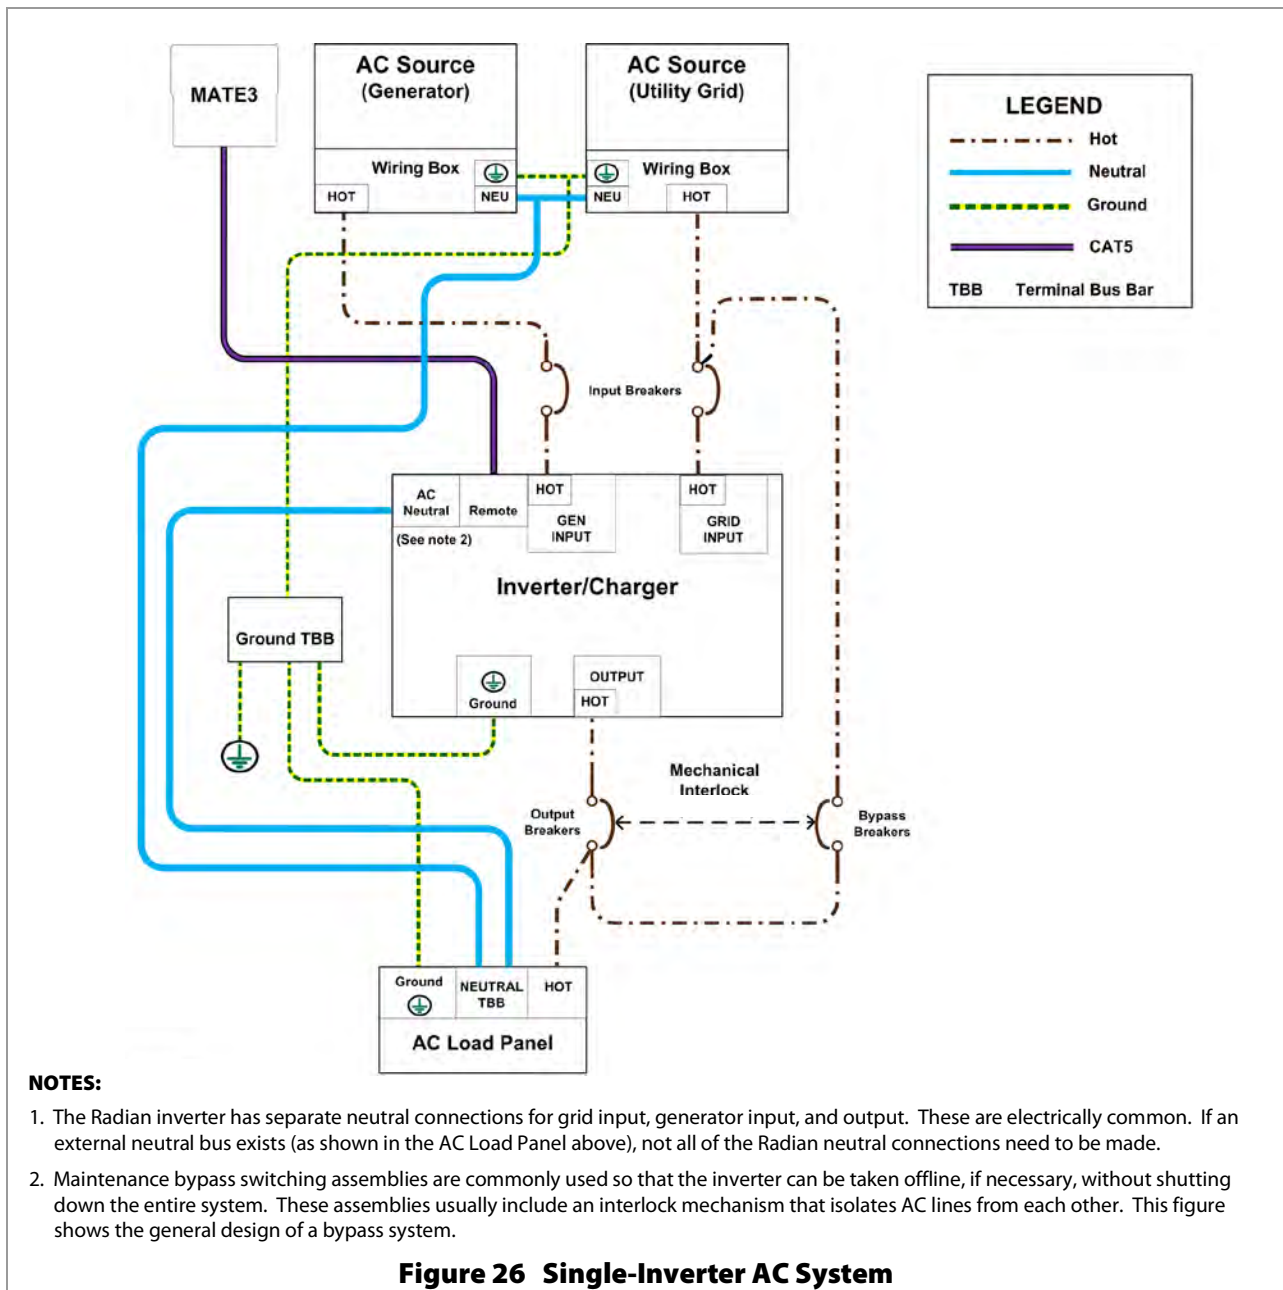 MATE3
AC Source
(Generator)
Wiring Box
HOT
NEU
AC Source
(Utility Grid)
Wiring Box
NEU
HOT
LEGEND
Hot
Neutral
Ground
CAT5
TBB Terminal Bus Bar
Input Breakers
AC
Neutral
(See note 2)
Remote
HOT
GEN
INPUT
HOT
GRID
INPUT
Inverter/Charger
Ground TBB
Ground
OUTPUT
HOT
Mechanical
Interlock
Output
Breakers
Bypass
Breakers
Ground
NEUTRAL
TBB
HOT
AC Load Panel
NOTES:
1. The Radian inverter has separate neutral connections for grid input, generator input, and output. These are electrically common. If an
external neutral bus exists (as shown in the AC Load Panel above), not all of the Radian neutral connections need to be made.
2. Maintenance bypass switching assemblies are commonly used so that the inverter can be taken offline, if necessary, without shutting
down the entire system. These assemblies usually include an interlock mechanism that isolates AC lines from each other. This figure
shows the general design of a bypass system.
Figure 26 Single-Inverter AC System